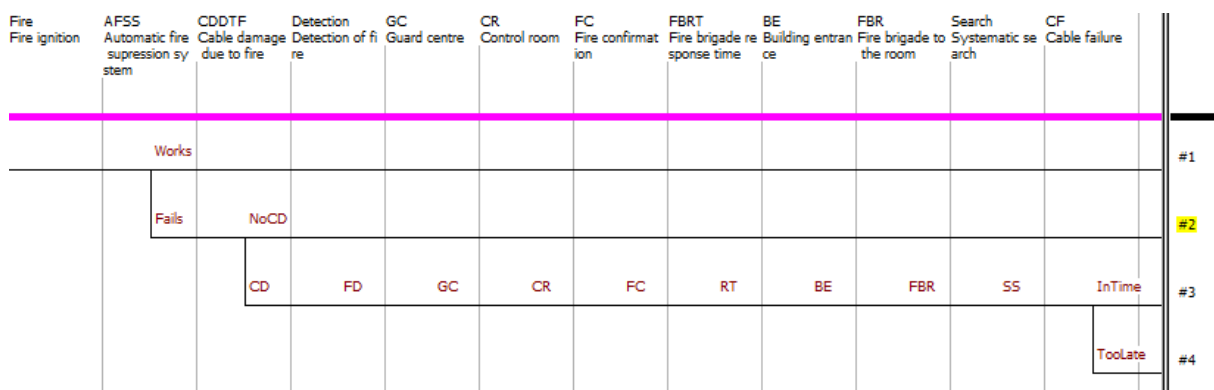 Fire AFSS CDDTF Detection GC CR FC FBRT BE FBR Search CF
Fire ignition Automatic fire Cable damage Detection of fi Guard centre Control room Fire confirmat Fire brigade re Building entran Fire brigade to Systematic se Cable failure
supression sy due to fire re ion sponse time ce the room arch
stem
Works
#1
Fails NoCD
#2
CD FD GC CR FC RT BE FBR SS InTime
#3
TooLate
#4